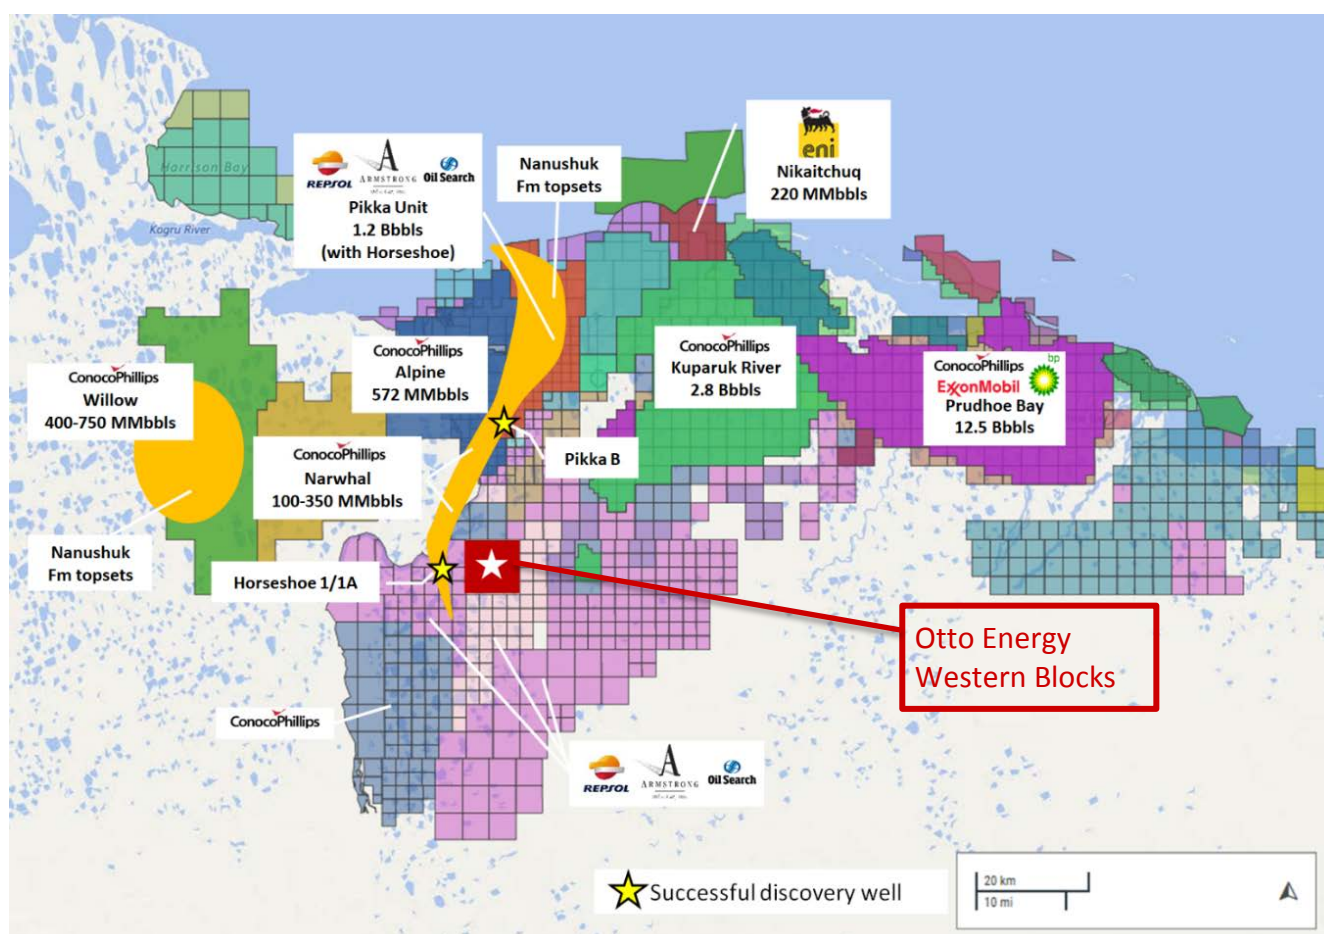 Harrison Bay
Kogru River
REPSOL
A
ARMSTRONG
Oil Search
Pikka Unit
1.2 Bbbls
(with Horseshoe)
Nanushuk
Fm topsets
eni
Nikaitchuq
220 MMbbls
ConocoPhillips
Willow
400-750 MMbbls
ConocoPhillips
Alpine
572 MMbbls
ConocoPhillips
Kuparuk River
2.8 Bbbls
ConocoPhillips
bp
ExxonMobil
Prudhoe Bay
12.5 Bbbls
ConocoPhillips
Narwhal
100-350 MMbbls
Pikka B
Nanushuk
Fm topsets
Horseshoe 1/1A
Otto Energy
Western Blocks
ConocoPhillips
REPSOL
A
ARMSTRONG
Oil Search
Successful discovery well
20 km
10 mi